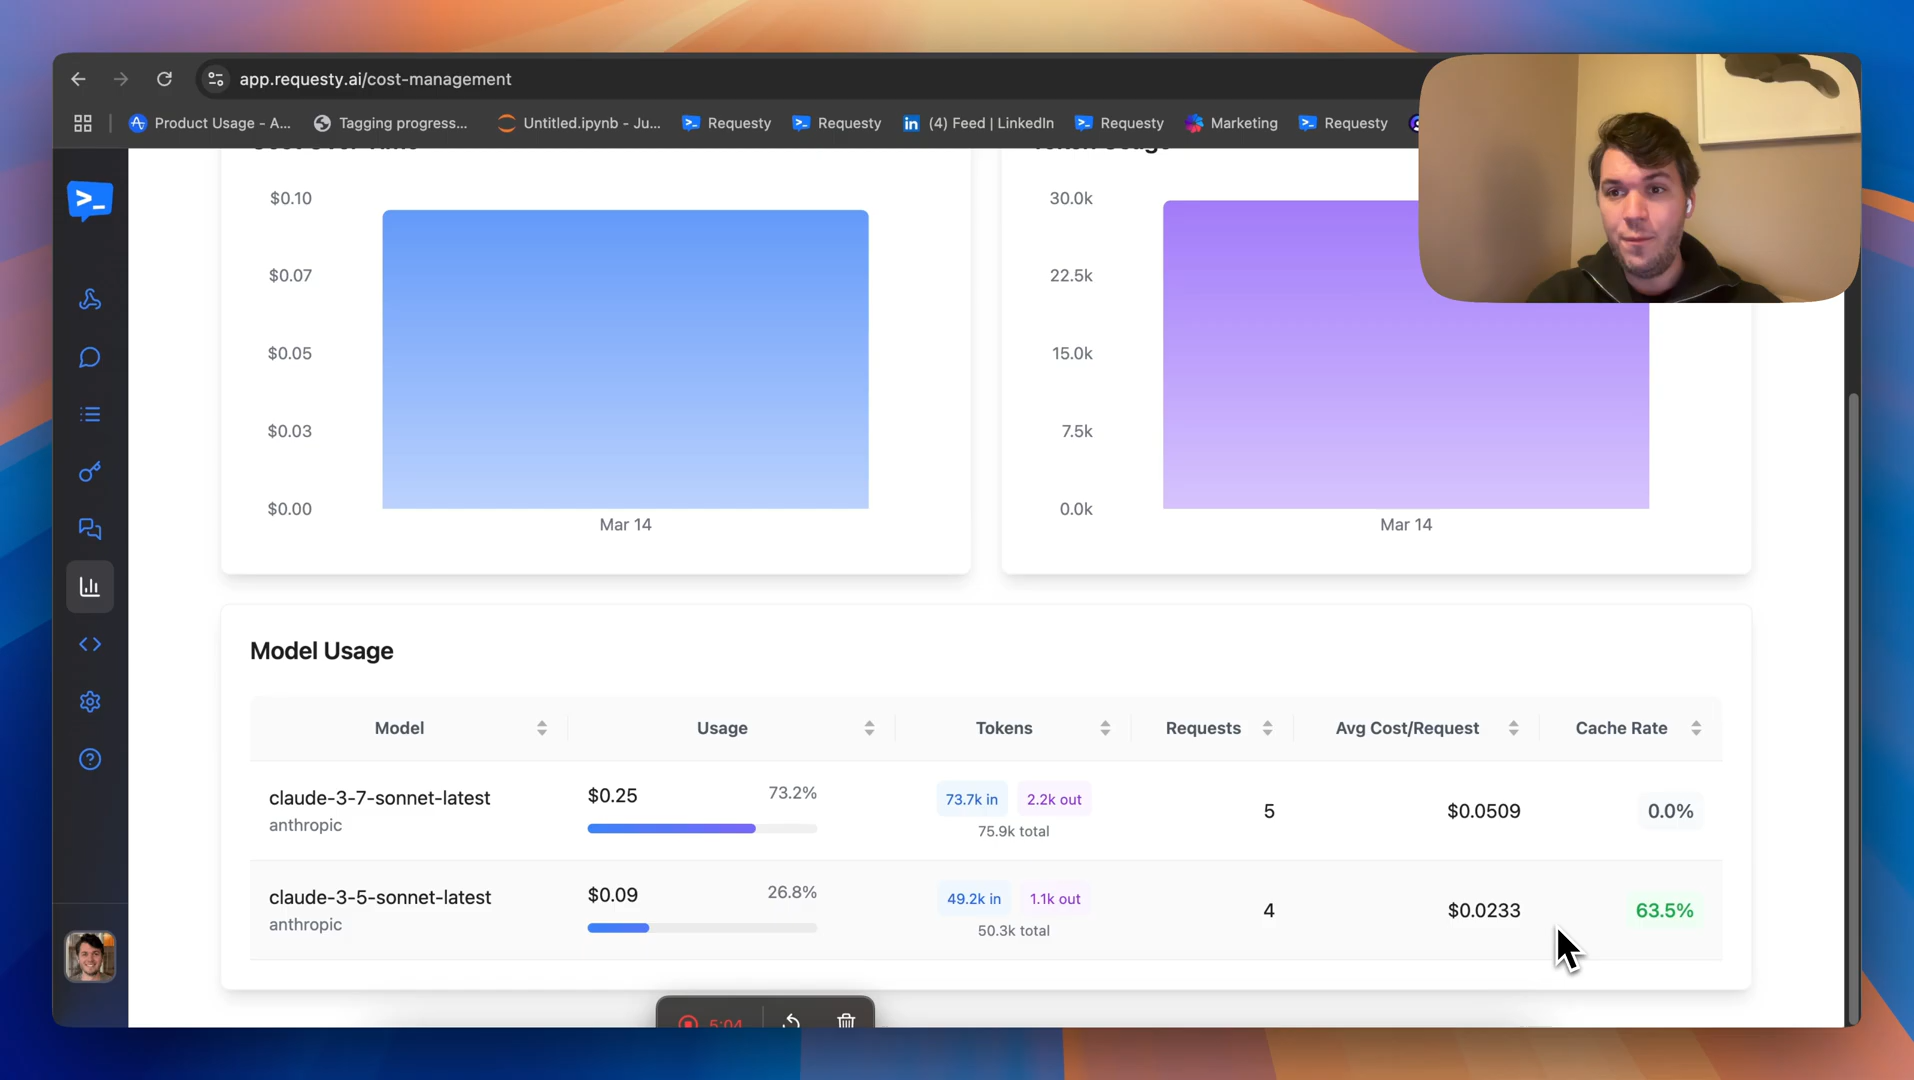 app.requesty.ai/cost-management
Product Usage - A...
Tagging progress...
Untitled.ipynb - Ju...
Requesty
Requesty
(4) Feed | LinkedIn
Requesty
Marketing
Requesty
$0.10
$0.07
$0.05
$0.03
$0.00
Mar 14
30.0k
22.5k
15.0k
7.5k
0.0k
Mar 14
Model Usage
Model Usage Tokens Requests Avg Cost/Request Cache Rate
claude-3-7-sonnet-latest
anthropic
$0.25 73.2%
73.7k in 2.2k out
75.9k total
5
$0.0509
0.0%
claude-3-5-sonnet-latest
anthropic
$0.09 26.8%
49.2k in 1.1k out
50.3k total
4
$0.0233
63.5%
5:04